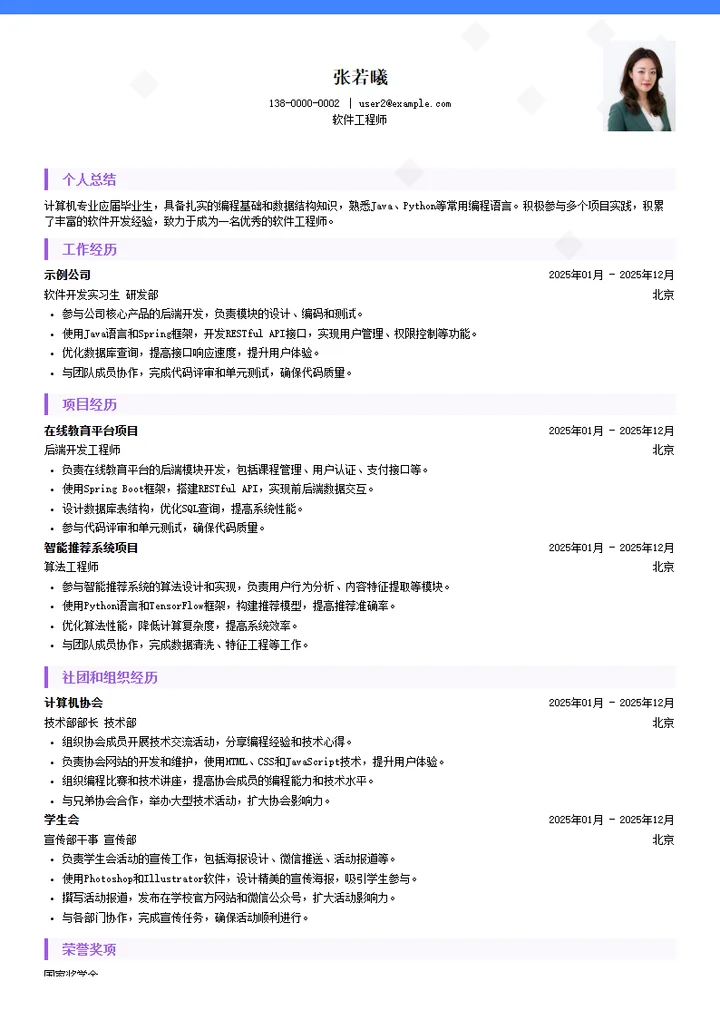 张若曦
138-0000-0002 | user2@example.com
软件工程师
个人总结
计算机专业应届毕业生，具备扎实的编程基础和数据结构知识，熟悉Java、Python等常用编程语言。积极参与多个项目实践，积累
了丰富的软件开发经验，致力于成为一名优秀的软件工程师。
工作经历
示例公司 2025年01月 - 2025年12月
软件开发实习生 研发部 北京
• 参与公司核心产品的后端开发，负责模块的设计、编码和测试。
• 使用Java语言和Spring框架，开发RESTful API接口，实现用户管理、权限控制等功能。
• 优化数据库查询，提高接口响应速度，提升用户体验。
• 与团队成员协作，完成代码评审和单元测试，确保代码质量。
项目经历
在线教育平台项目 2025年01月 - 2025年12月
后端开发工程师 北京
• 负责在线教育平台的后端模块开发，包括课程管理、用户认证、支付接口等。
• 使用Spring Boot框架，搭建RESTful API，实现前后端数据交互。
• 设计数据库表结构，优化SQL查询，提高系统性能。
• 参与代码评审和单元测试，确保代码质量。
智能推荐系统项目 2025年01月 - 2025年12月
算法工程师 北京
• 参与智能推荐系统的算法设计和实现，负责用户行为分析、内容特征提取等模块。
• 使用Python语言和TensorFlow框架，构建推荐模型，提高推荐准确率。
• 优化算法性能，降低计算复杂度，提高系统效率。
• 与团队成员协作，完成数据清洗、特征工程等工作。
社团和组织经历
计算机协会 2025年01月 - 2025年12月
技术部部长 技术部 北京
• 组织协会成员开展技术交流活动，分享编程经验和技术心得。
• 负责协会网站的开发和维护，使用HTML、CSS和JavaScript技术，提升用户体验。
• 组织编程比赛和技术讲座，提高协会成员的编程能力和技术水平。
• 与兄弟协会合作，举办大型技术活动，扩大协会影响力。
学生会 2025年01月 - 2025年12月
宣传部干事 宣传部 北京
• 负责学生会活动的宣传工作，包括海报设计、微信推送、活动报道等。
• 使用Photoshop和Illustrator软件，设计精美的宣传海报，吸引学生参与。
• 撰写活动报道，发布在学校官方网站和微信公众号，扩大活动影响力。
• 与各部门协作，完成宣传任务，确保活动顺利进行。
荣誉奖项
国家奖学金